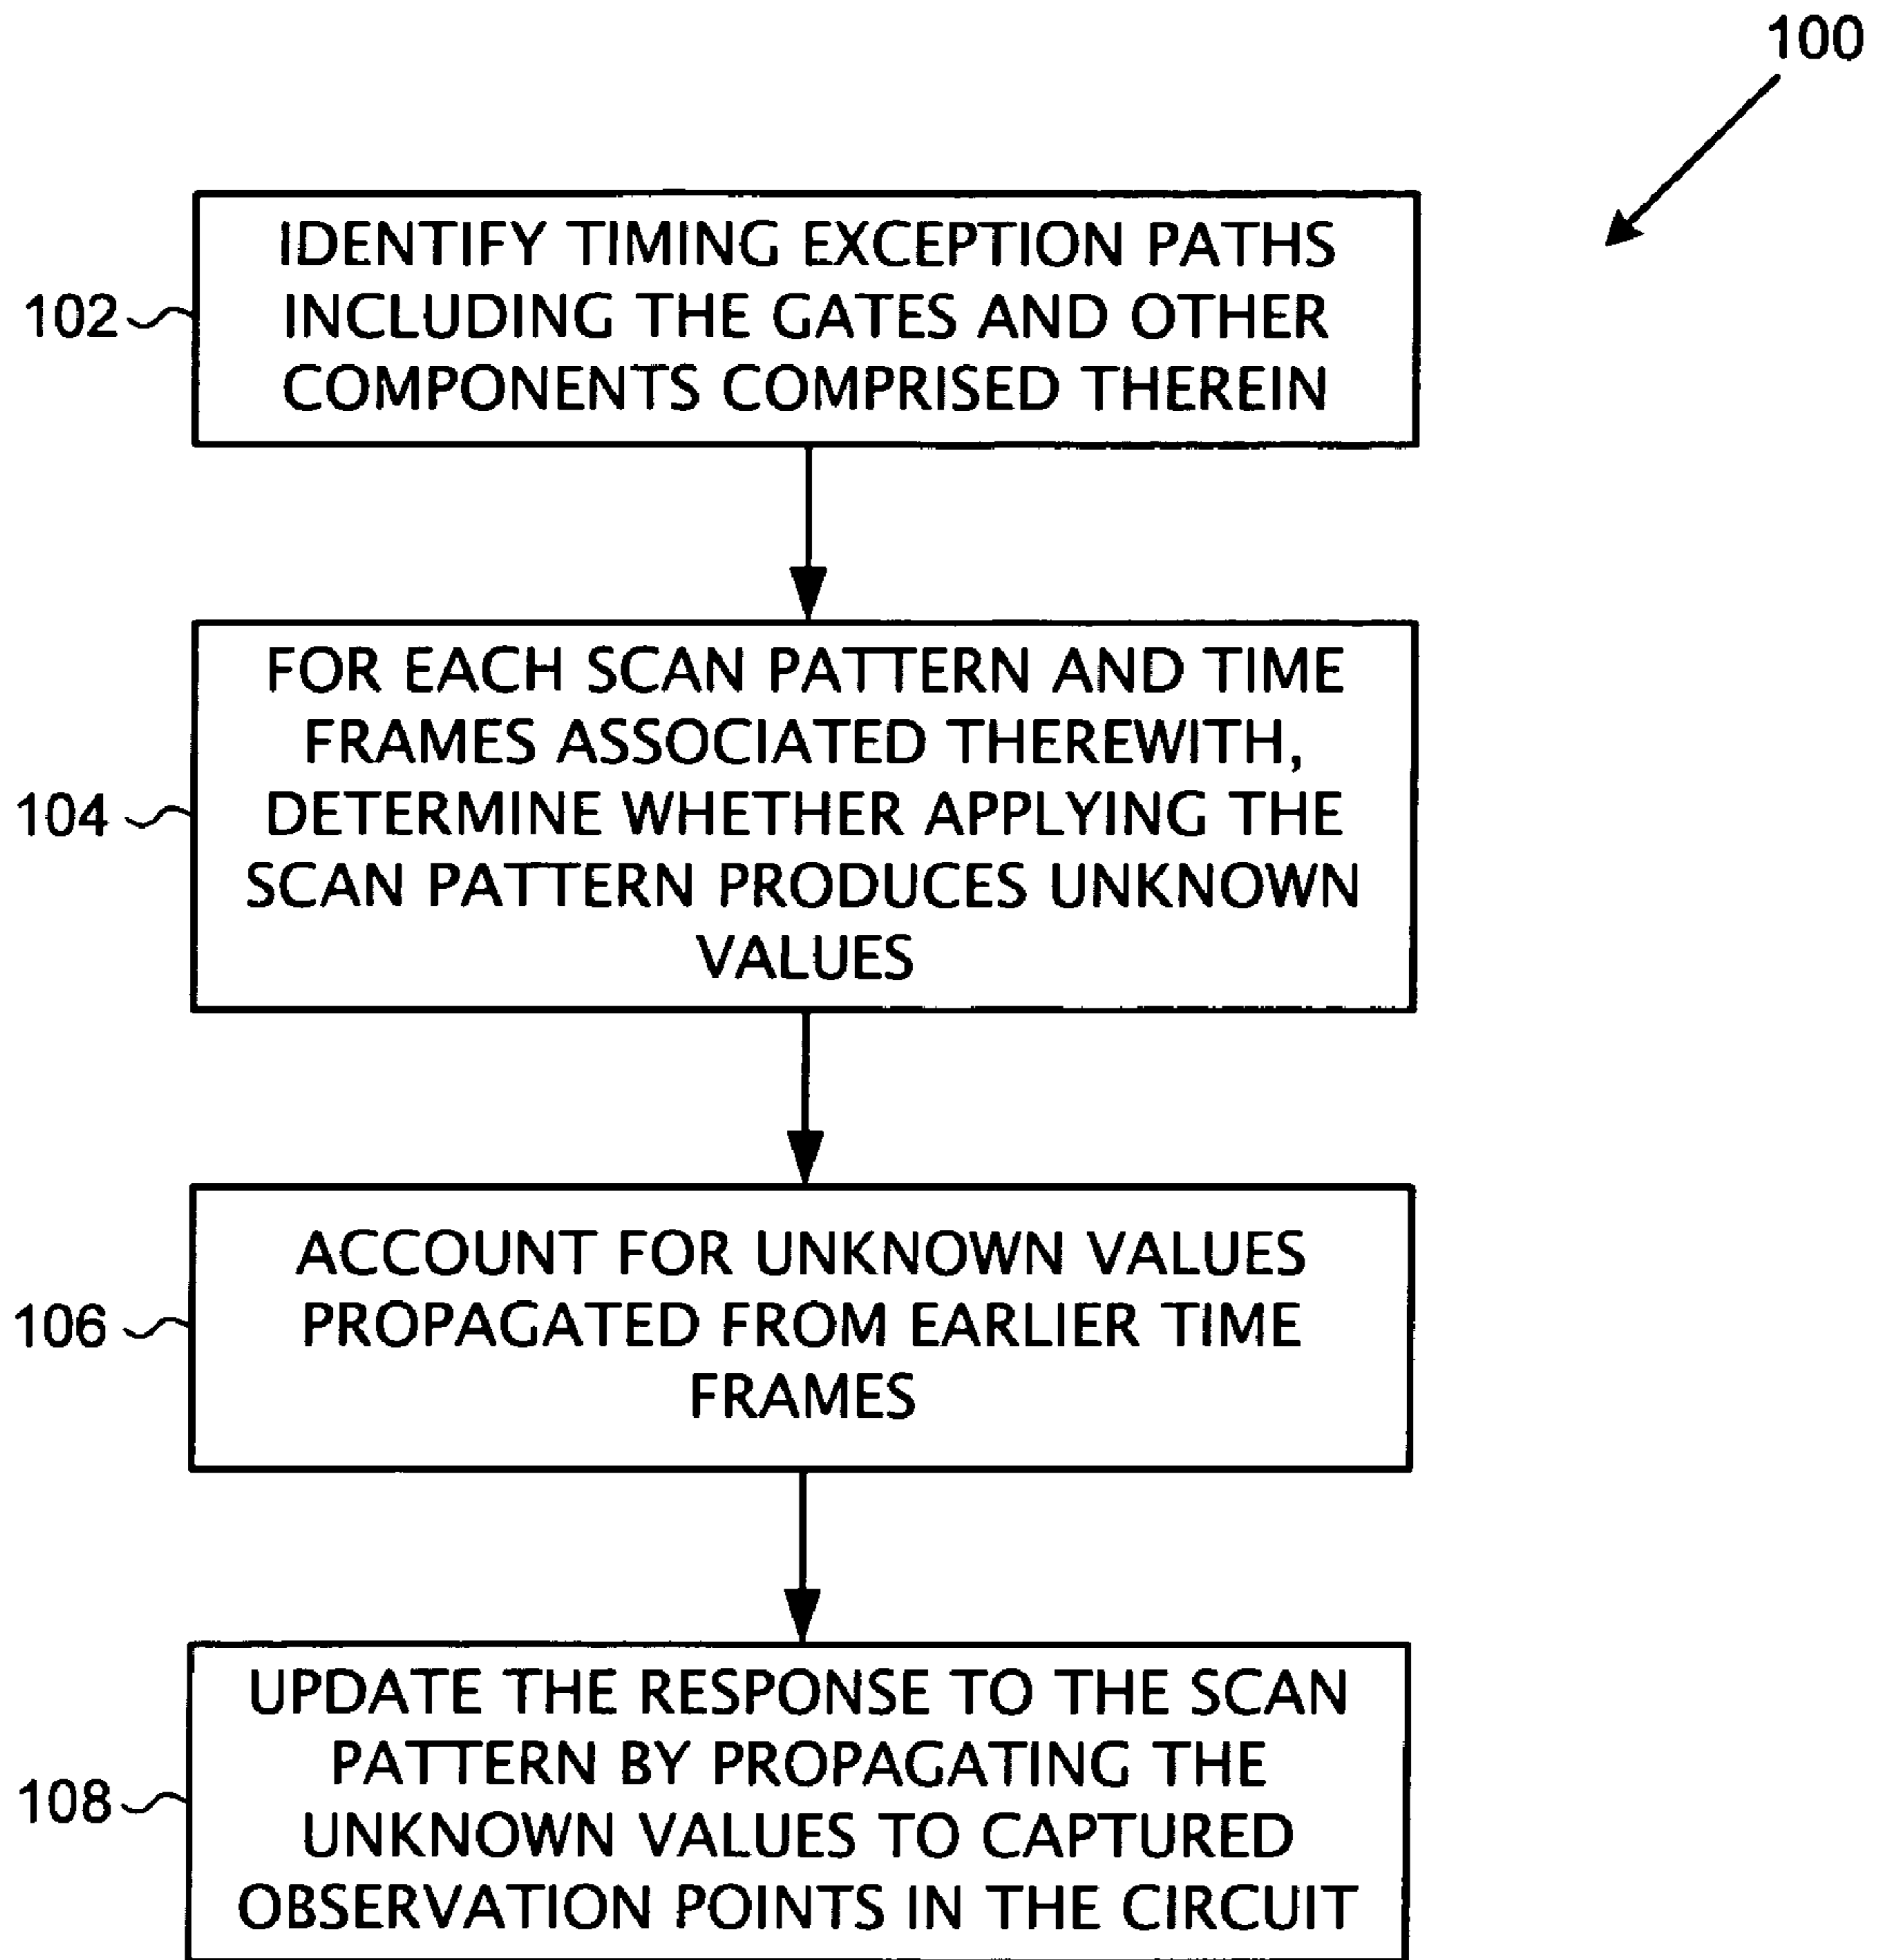 100
IDENTIFY TIMING EXCEPTION PATHS
INCLUDING THE GATES AND OTHER
COMPONENTS COMPRISED THEREIN
102
FOR EACH SCAN PATTERN AND TIME
FRAMES ASSOCIATED THEREWITH,
DETERMINE WHETHER APPLYING THE
SCAN PATTERN PRODUCES UNKNOWN
VALUES
104
ACCOUNT FOR UNKNOWN VALUES
PROPAGATED FROM EARLIER TIME
FRAMES
106
UPDATE THE RESPONSE TO THE SCAN
PATTERN BY PROPAGATING THE
UNKNOWN VALUES TO CAPTURED
OBSERVATION POINTS IN THE CIRCUIT
108